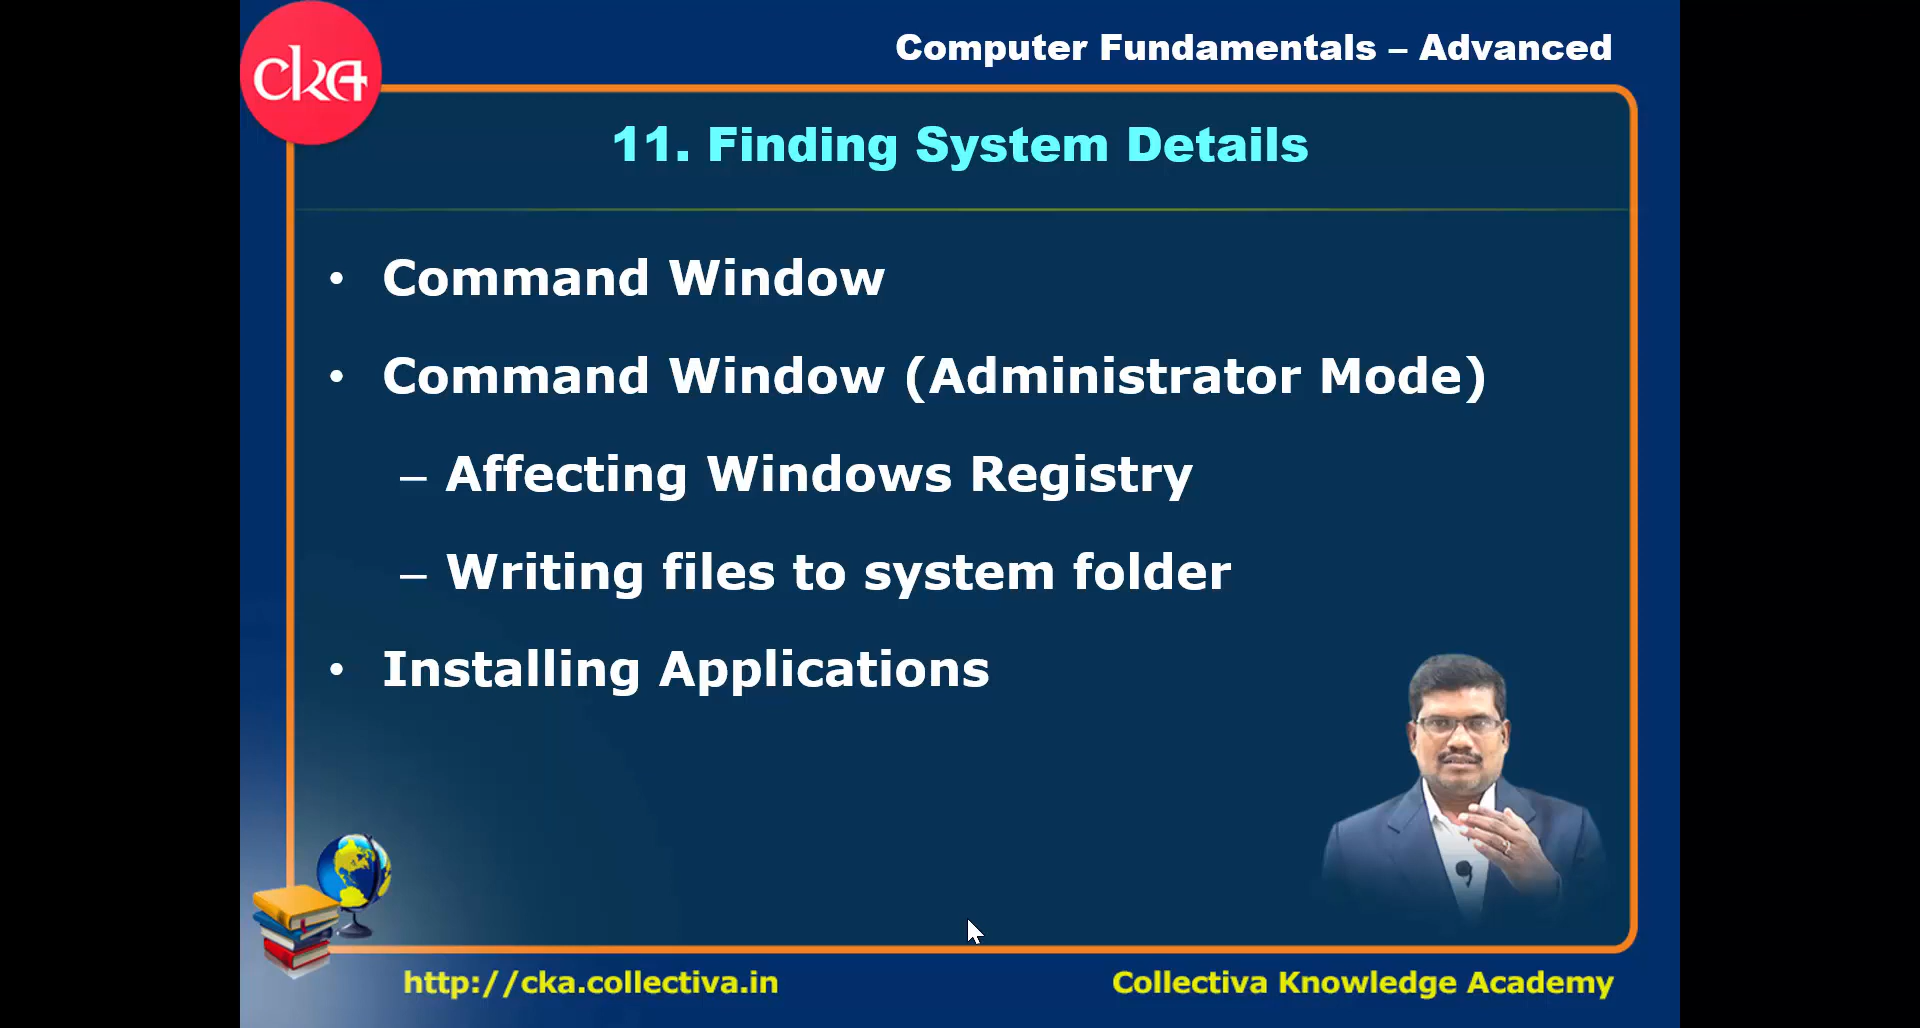 cka
Computer Fundamentals – Advanced
11. Finding System Details
• Command Window
• Command Window (Administrator Mode)
– Affecting Windows Registry
– Writing files to system folder
• Installing Applications
http://cka.collectiva.in
Collectiva Knowledge Academy